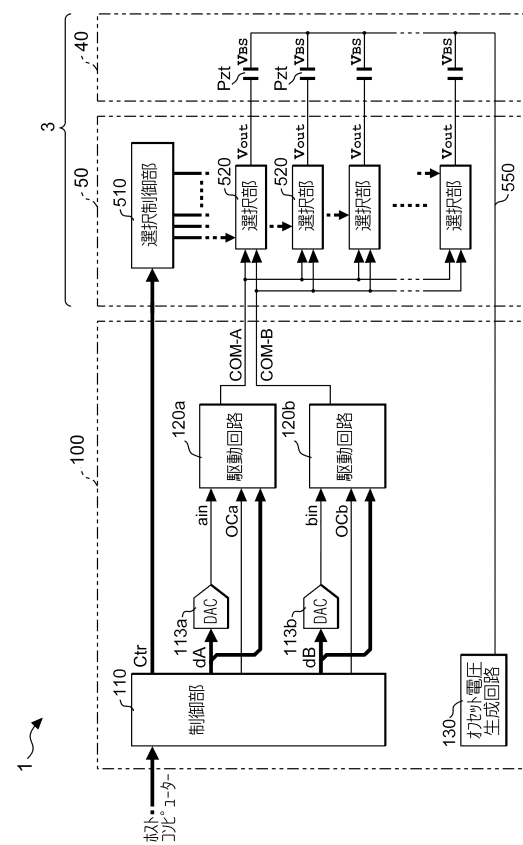 1
ホスト
コンピューター
100
110
制御部
Ctr
dA
113a
DAC
ain
OCa
120a
駆動回路
COM-A
dB
113b
DAC
bin
OCb
120b
駆動回路
COM-B
130
オフセット電圧
生成回路
3
50
510
選択制御部
520
選択部
Vout
520
選択部
Vout
選択部
Vout
選択部
Vout
550
40
Pzt
VBS
Pzt
VBS
VBS
VBS